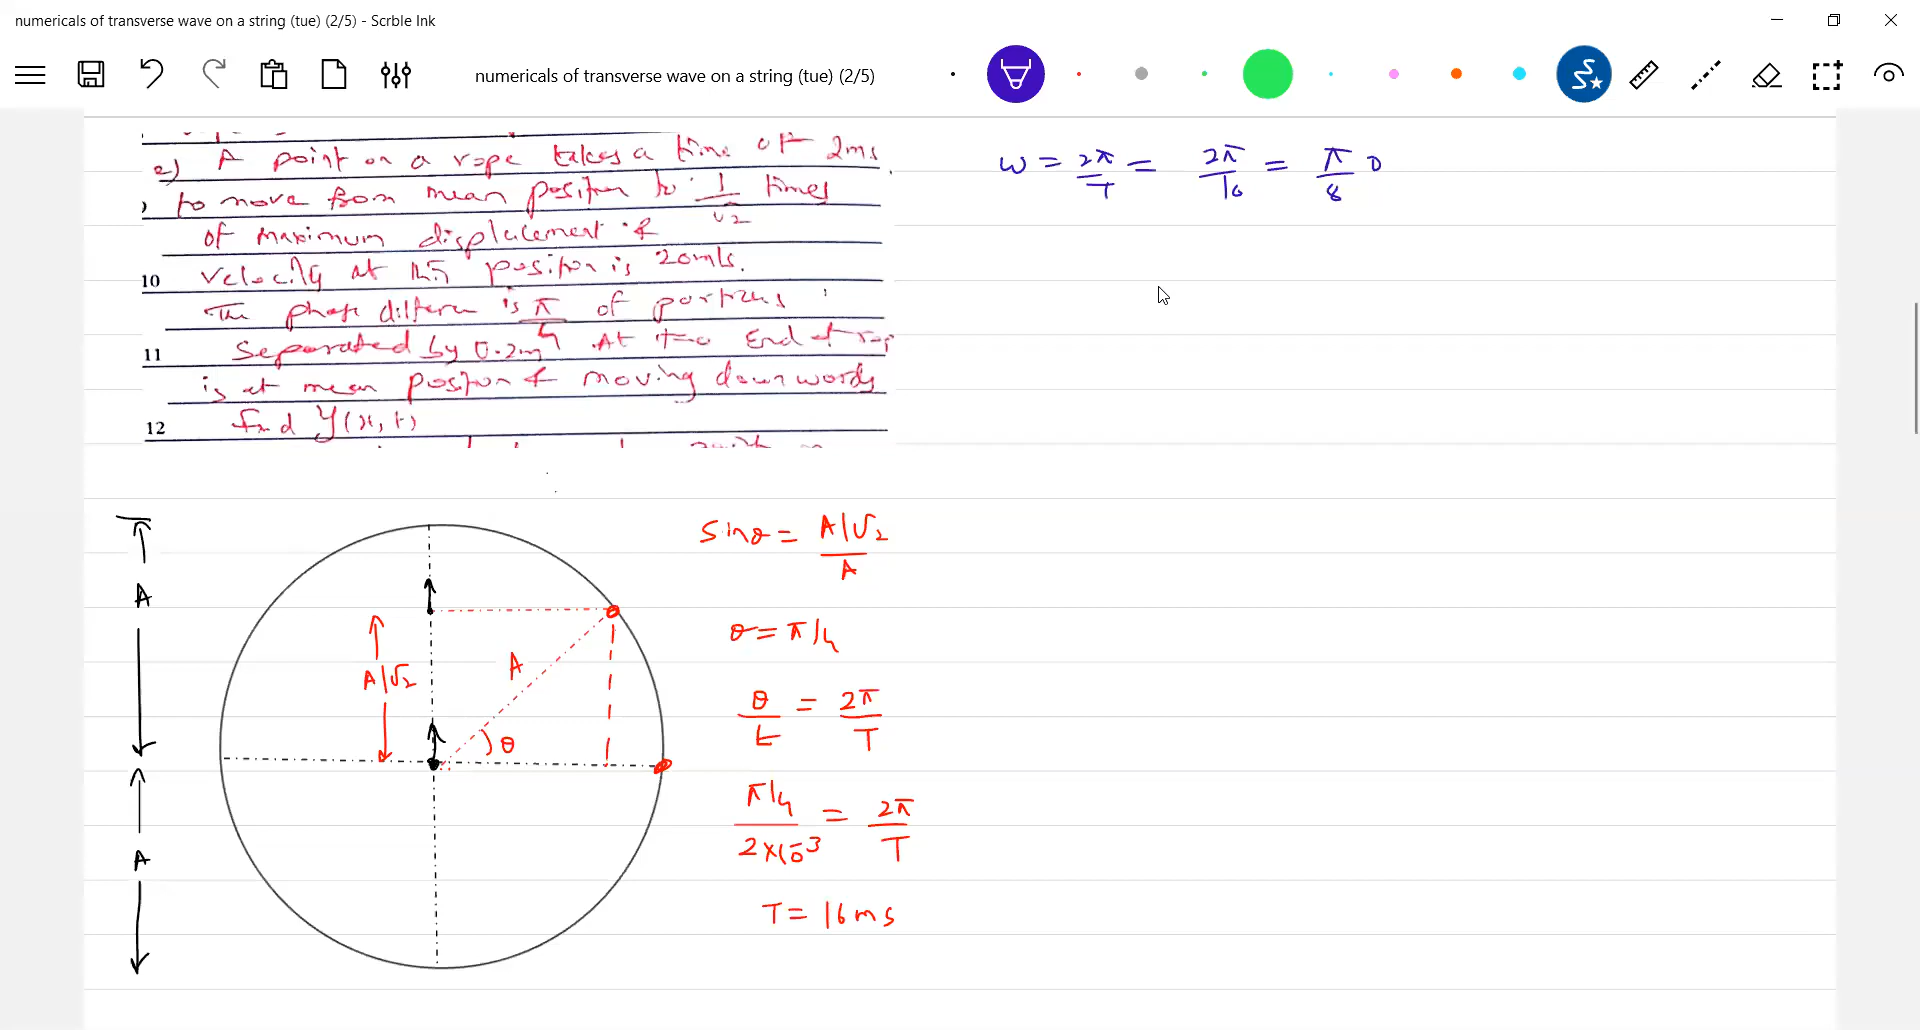 numericals of transverse wave on a string (tue) (2/5) - Scrble Ink
numericals of transverse wave on a string (tue) (2/5)
e) A point on a rope takes a time of 2ms
to move from mean position to 1/√2 times
of maximum displacement &
10 velocity at this position is 20m/s.
The phase differen is π/4 of portions
11 separated by 0.2m. At t=0 End of rop
is at mean position & moving downwords
12 find y(x,t)
ω = 2π/T = 2π/16 = π/8
A
A/√2
A
θ
A
sinθ = A/√2 / A
θ = π/4
θ/t = 2π/T
π/4 / 2×10⁻³ = 2π/T
T = 16ms